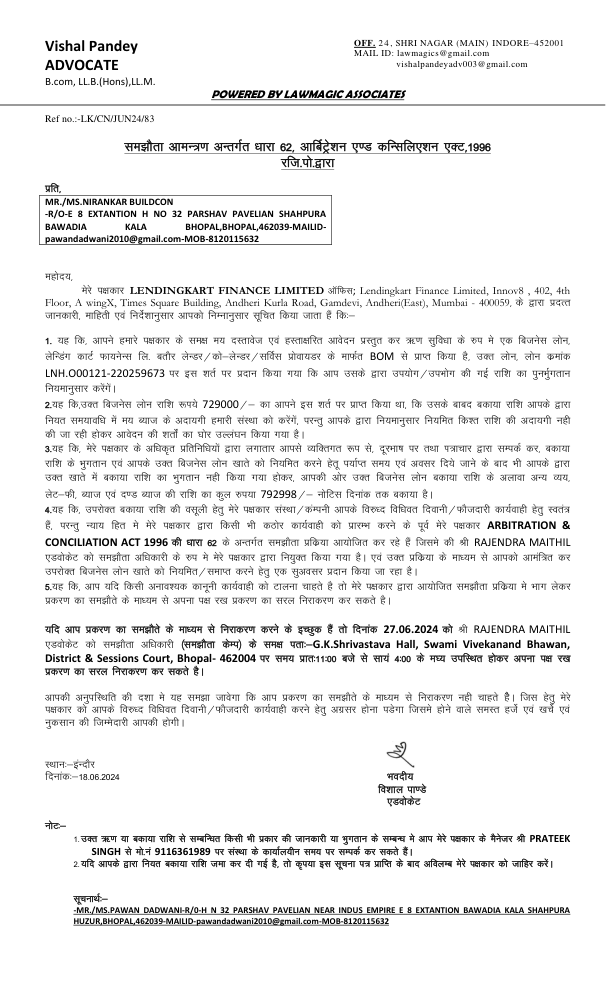 Vishal Pandey
ADVOCATE
B.com, LL.B.(Hons),LL.M.
OFF. 24, SHRI NAGAR (MAIN) INDORE–452001
MAIL ID: lawmagics@gmail.com
vishalpandeyadv003@gmail.com
POWERED BY LAWMAGIC ASSOCIATES
Ref no.:-LK/CN/JUN24/83
समझौता आमन्त्रण अन्तर्गत धारा 62, आर्बिट्रेशन एण्ड कन्सिलिएशन एक्ट,1996
रजि.पो.द्वारा
प्रति,
MR./MS.NIRANKAR BUILDCON
-R/O-E 8 EXTANTION H NO 32 PARSHAV PAVELIAN SHAHPURA
BAWADIA KALA BHOPAL,BHOPAL,462039-MAILID-
pawandadwani2010@gmail.com-MOB-8120115632
महोदय,
मेरे पक्षकार LENDINGKART FINANCE LIMITED ऑफिस; Lendingkart Finance Limited, Innov8 , 402, 4th
Floor, A wingX, Times Square Building, Andheri Kurla Road, Gamdevi, Andheri(East), Mumbai - 400059, के द्वारा प्रदत्त
जानकारी, माहिती एवं निर्देशानुसार आपको निम्नानुसार सूचित किया जाता हैं कि:–
1. यह कि, आपने हमारे पक्षकार के समक्ष मय दस्तावेज एवं हस्ताक्षरित आवेदन प्रस्तुत कर ऋण सुविधा के रुप मे एक बिजनेस लोन,
लेन्डिंग कार्ट फायनेन्स लि. बतौर लेन्डर/को–लेन्डर/सर्विस प्रोवायडर के मार्फत BOM से प्राप्त किया है, उक्त लोन, लोन क्रमांक
LNH.O00121-220259673 पर इस शर्त पर प्रदान किया गया कि आप उसके द्वारा उपयोग/उपभोग की गई राशि का पुनर्भुगतान
नियमानुसार करेंगें।
2.यह कि,उक्त बिजनेस लोन राशि रूपये 729000/– का आपने इस शर्त पर प्राप्त किया था, कि उसके बादद बकाया राशि आपके द्वारा
नियत समयावधि में मय ब्याज के अदायगी हमारी संस्था को करेंगें, परन्तु आपके द्वारा नियमानुसार नियमित किश्त राशि की अदायगी नही
की जा रही होकर आवेदन की शर्तों का घोर उल्लंघन किया गया है।
3.यह कि, मेरे पक्षकार के अधिकृत प्रतिनिधियों द्वारा लगातार आपसे व्यक्तिगत रूप से, दूरभाष पर तथा पत्राचार द्वारा सम्पर्क कर, बकाया
राशि के भुगतान एवं आपके उक्त बिजनेस लोन खाते को नियमित करने हेतू पर्याप्त समय एवं अवसर दिये जाने के बाद भी आपके द्वारा
उक्त खाते में बकाया राशि का भुगतान नही किया गया होकर, आपकी ओर उक्त बिजनेस लोन बकाया राशि के अलावा अन्य व्यय,
लेट–फी, ब्याज एवं दण्ड ब्याज की राशि का कुल रुपया 792998/– नोटिस दिनांक तक बकाया है।
4.यह कि, उपरोक्त बकाया राशि की वसूली हेतु मेरे पक्षकार संस्था/कंम्पनी आपके विरुध्द विधिवत दिवानी/फौजदारी कार्यवाही हेतु स्वतंत्र
हैं, परन्तु न्याय हित मे मेरे पक्षकार द्वारा किसी भी कठोर कार्यवाही को प्रारम्भ करने के पूर्व मेरे पक्षकार ARBITRATION &
CONCILIATION ACT 1996 की धारा 62 के अन्तर्गत समझौता प्रक्रिया आयोजित कर रहे हैं जिसमे की श्री RAJENDRA MAITHIL
एडवोकेट को समझौता अधिकारी के रुप मे मेरे पक्षकार द्वारा नियुक्त किया गया है। एवं उक्त प्रक्रिया के माध्यम से आपको आमंत्रित कर
उपरोक्त बिजनेस लोन खाते को नियमित/समाप्त करने हेतु एक सुअवसर प्रदान किया जा रहा है।
5.यह कि, आप यदि किसी अनावश्यक कानूनी कार्यवाही को टालना चाहते है तो मेरे पक्षकार द्वारा आयोजित समझौता प्रक्रिया मे भाग लेकर
प्रकरण का समझौते के माध्यम से अपना पक्ष रख प्रकरण का सरल निराकरण कर सकते है।
यदि आप प्रकरण का समझौते के माध्यम से निराकरण करने के इच्छुक हैं तो दिनांक 27.06.2024 को श्री RAJENDRA MAITHIL
एडवोकेट को समझौता अधिकारी (समझौता केम्प) के समक्ष पता:–G.K.Shrivastava Hall, Swami Vivekanand Bhawan,
District & Sessions Court, Bhopal- 462004 पर समय प्रात:11:00 बजे से सायं 4:00 के मघ्य उपस्थित होकर अपना पक्ष रख
प्रकरण का सरल निराकरण कर सकते है।
आपकी अनुपस्थिति की दशा मे यह समझा जावेगा कि आप प्रकरण का समझौते के माध्यम से निराकरण नही चाहते हैै। जिस हेतु मेरे
पक्षकार को आपके विरुध्द विधिवत दिवानी/फौजदारी कार्यवाही करने हेतु अग्रसर होना पडेगा जिसमे होने वाले समस्त हर्जे एवं खर्चे एवं
नुकसान की जिम्मेदारी आपकी होगी।
स्थान:–इंन्दौर
दिनांक:–18.06.2024
भवदीय
विशाल पाण्डे
एडवोकेट
नोट:–
1.उक्त ऋण या बकाया राशि से सम्बन्धित किसी भी प्रकार की जानकारी या भुगतान के सम्बन्ध मे आप मेरे पक्षकार के मैनेजर श्री PRATEEK
SINGH से मो.नं 9116361989 पर संस्था के कार्यालयीन समय पर सम्पर्क कर सकते हैं।
2.यदि आपके द्वारा नियत बकाया राशि जमा कर दी गई है, तो कृपया इस सूचना पत्र प्राप्ति के बाद अविलम्ब मेरे पक्षकार को जाहिर करें।
सूचनार्थ:–
-MR./MS.PAWAN DADWANI-R/0-H N 32 PARSHAV PAVELIAN NEAR INDUS EMPIRE E 8 EXTANTION BAWADIA KALA SHAHPURA
HUZUR,BHOPAL,462039-MAILID-pawandadwani2010@gmail.com-MOB-8120115632